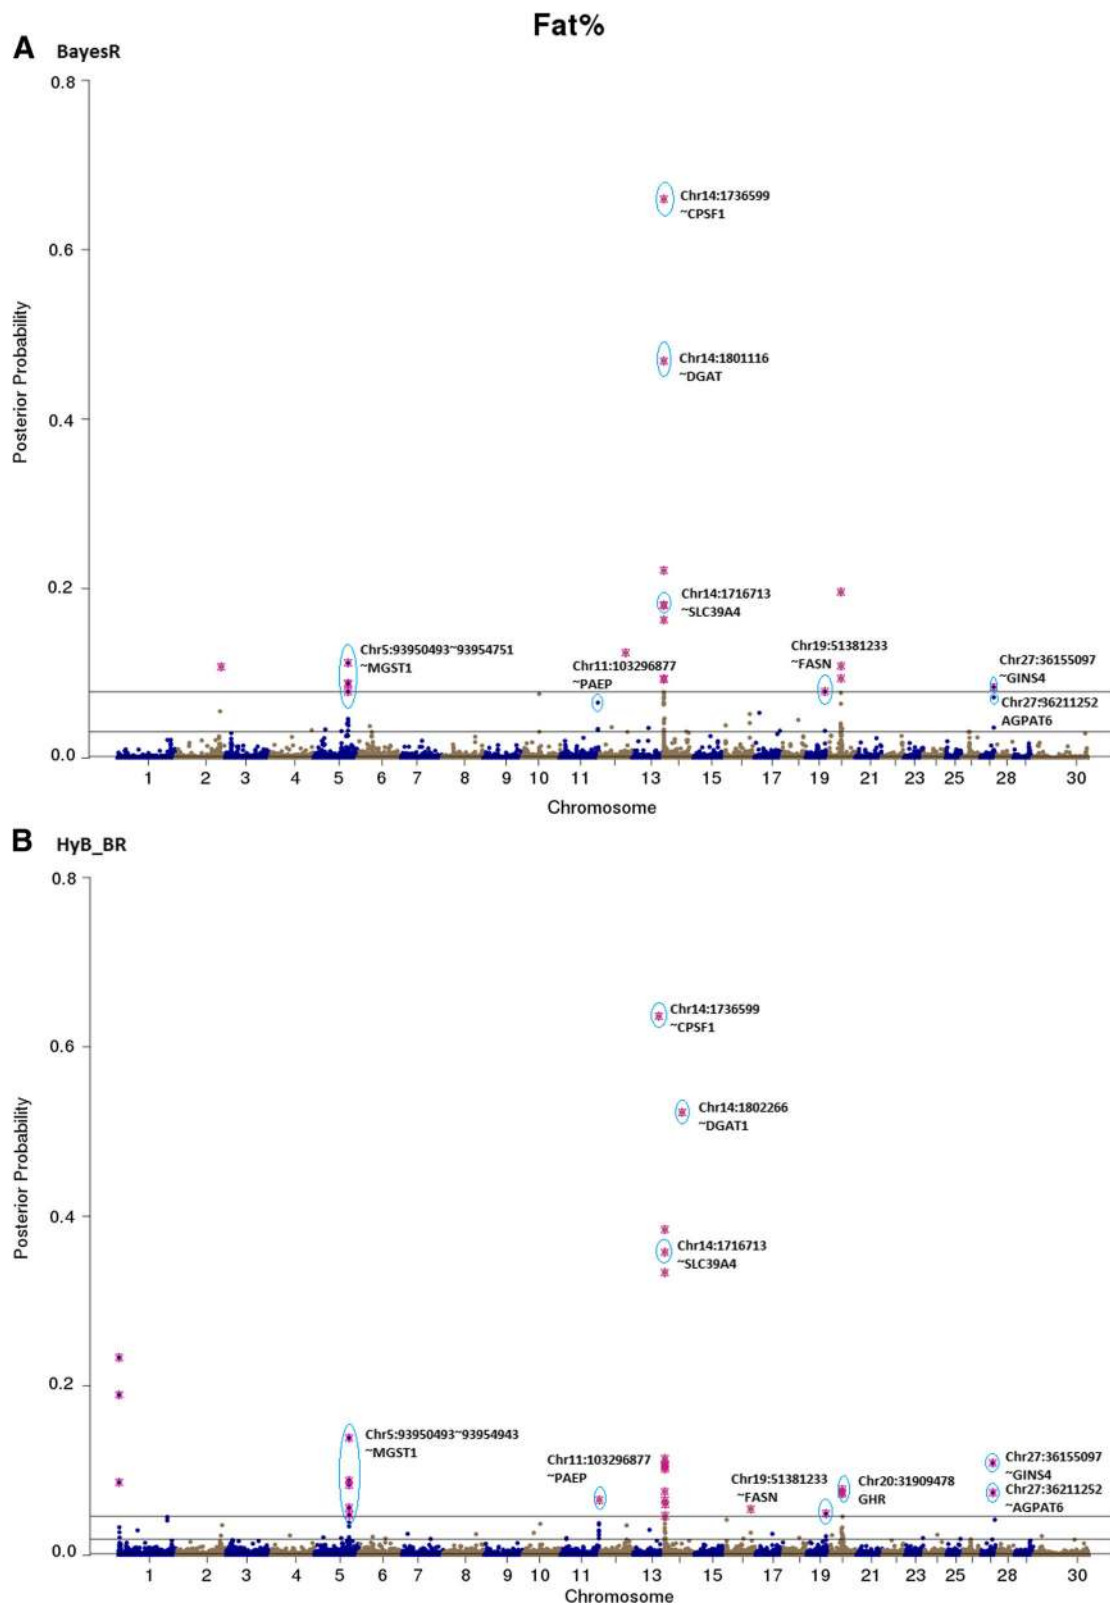 Fat%
A BayesR
0.8
0.6
0.4
0.2
0.0
Posterior Probability
Chr14:1736599
~CPSF1
Chr14:1801116
~DGAT
Chr14:1716713
~SLC39A4
Chr5:93950493~93954751
~MGST1
Chr11:103296877
~PAEP
Chr19:51381233
~FASN
Chr27:36155097
~GINS4
Chr27:36211252
AGPAT6
1 2 3 4 5 6 7 8 9 10 11 13 15 17 19 21 23 25 28 30
Chromosome
B HyB_BR
0.8
0.6
0.4
0.2
0.0
Posterior Probability
Chr14:1736599
~CPSF1
Chr14:1802266
~DGAT1
Chr14:1716713
~SLC39A4
Chr5:93950493~93954943
~MGST1
Chr11:103296877
~PAEP
Chr19:51381233
~FASN
Chr20:31909478
GHR
Chr27:36155097
~GINS4
Chr27:36211252
~AGPAT6
1 2 3 4 5 6 7 8 9 10 11 13 15 17 19 21 23 25 28 30
Chromosome